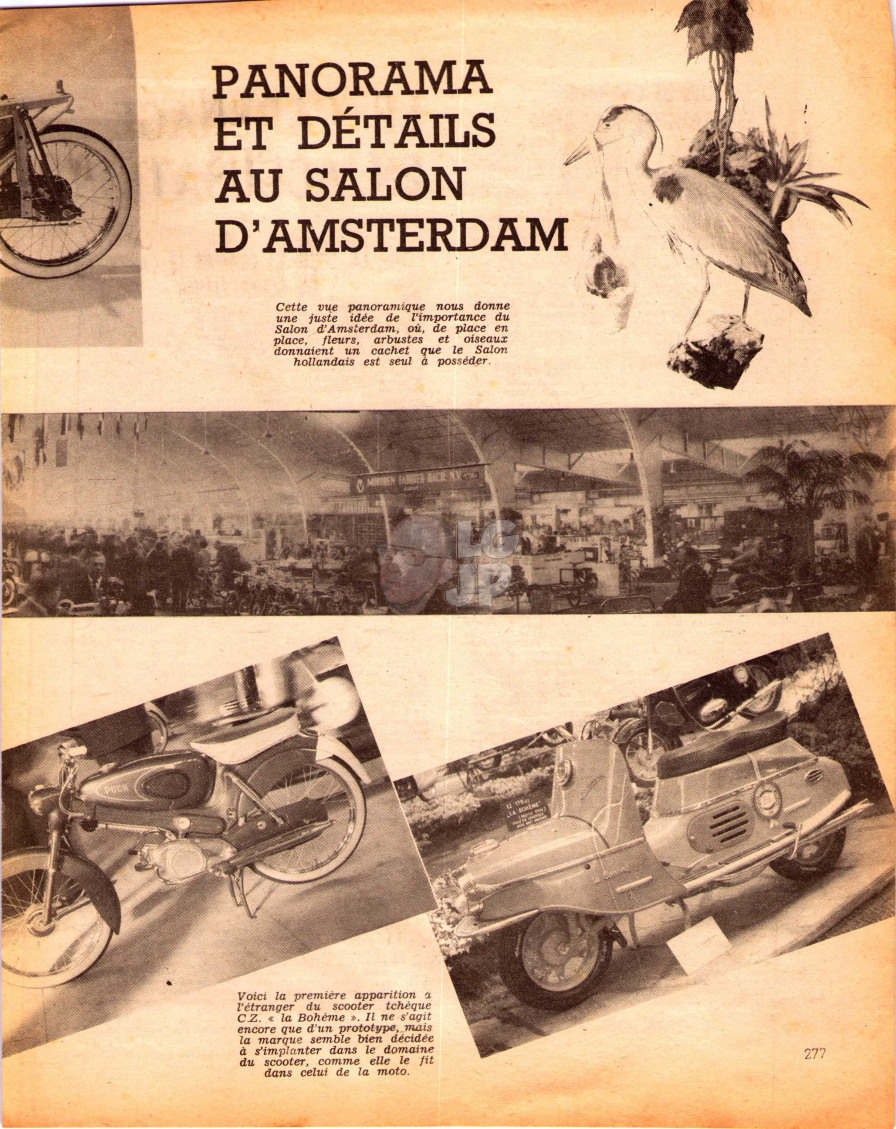 PANORAMA
ET DÉTAILS
AU SALON
D'AMSTERDAM
Cette vue panoramique nous donne
une juste idée de l'importance du
Salon d'Amsterdam, où, de place en
place, fleurs, arbustes et oiseaux
donnaient un cachet que le Salon
hollandais est seul à posséder.
LG
JP
PUCH
Voici la première apparition a
l'étranger du scooter tchèque
C.Z. « la Bohème ». Il ne s'agit
encore que d'un prototype, mais
la marque semble bien décidée
à s'implanter dans le domaine
du scooter, comme elle le fit
dans celui de la moto.
277